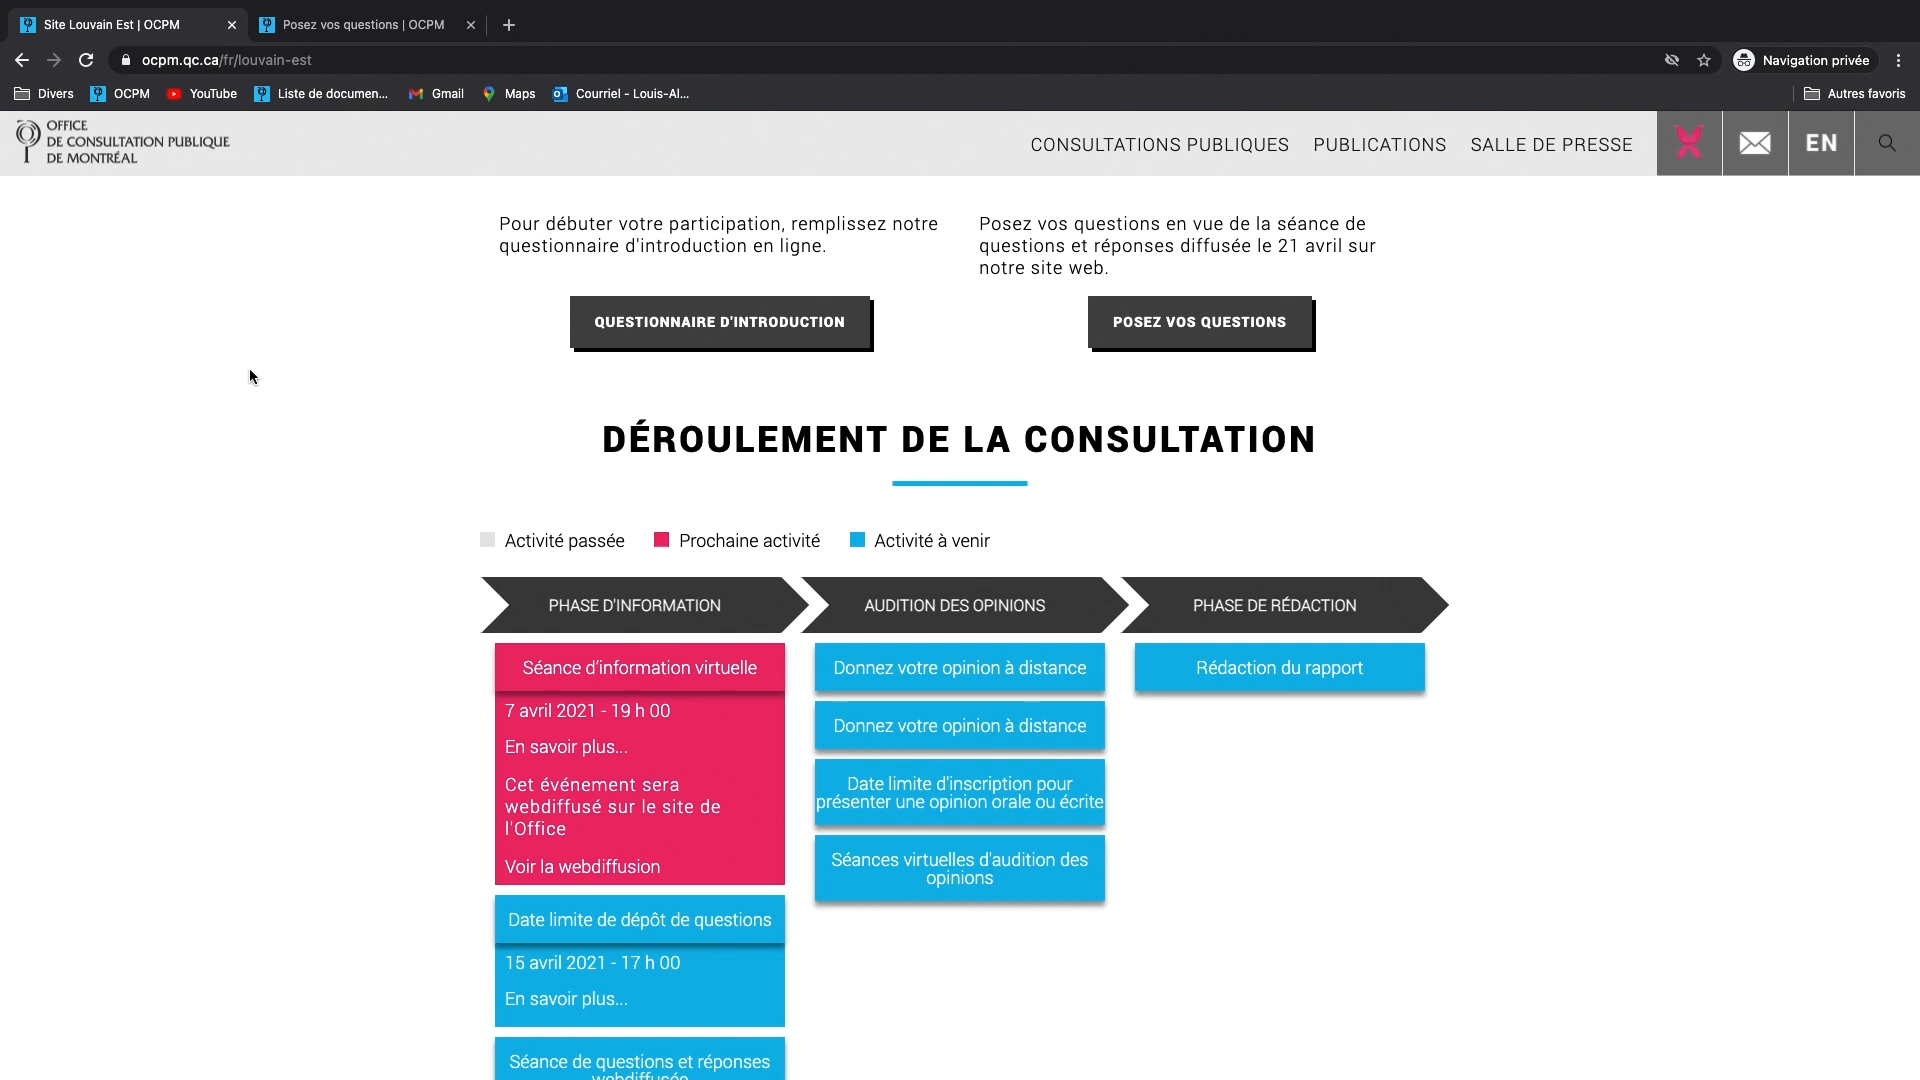 Site Louvain Est | OCPM
Posez vos questions | OCPM
ocpm.qc.ca/fr/louvain-est
Navigation privée
Divers
OCPM
YouTube
Liste de documen...
Gmail
Maps
Courriel - Louis-Al...
Autres favoris
OFFICE
DE CONSULTATION PUBLIQUE
DE MONTRÉAL
CONSULTATIONS PUBLIQUES
PUBLICATIONS
SALLE DE PRESSE
EN
Pour débuter votre participation, remplissez notre
questionnaire d'introduction en ligne.
Posez vos questions en vue de la séance de
questions et réponses diffusée le 21 avril sur
notre site web.
QUESTIONNAIRE D'INTRODUCTION
POSEZ VOS QUESTIONS
DÉROULEMENT DE LA CONSULTATION
Activité passée
Prochaine activité
Activité à venir
PHASE D'INFORMATION
AUDITION DES OPINIONS
PHASE DE RÉDACTION
Séance d'information virtuelle
7 avril 2021 - 19 h 00
En savoir plus...
Cet événement sera
webdiffusé sur le site de
l'Office
Voir la webdiffusion
Date limite de dépôt de questions
15 avril 2021 - 17 h 00
En savoir plus...
Séance de questions et réponses
webdiffusée
Donnez votre opinion à distance
Donnez votre opinion à distance
Date limite d'inscription pour
présenter une opinion orale ou écrite
Séances virtuelles d'audition des
opinions
Rédaction du rapport